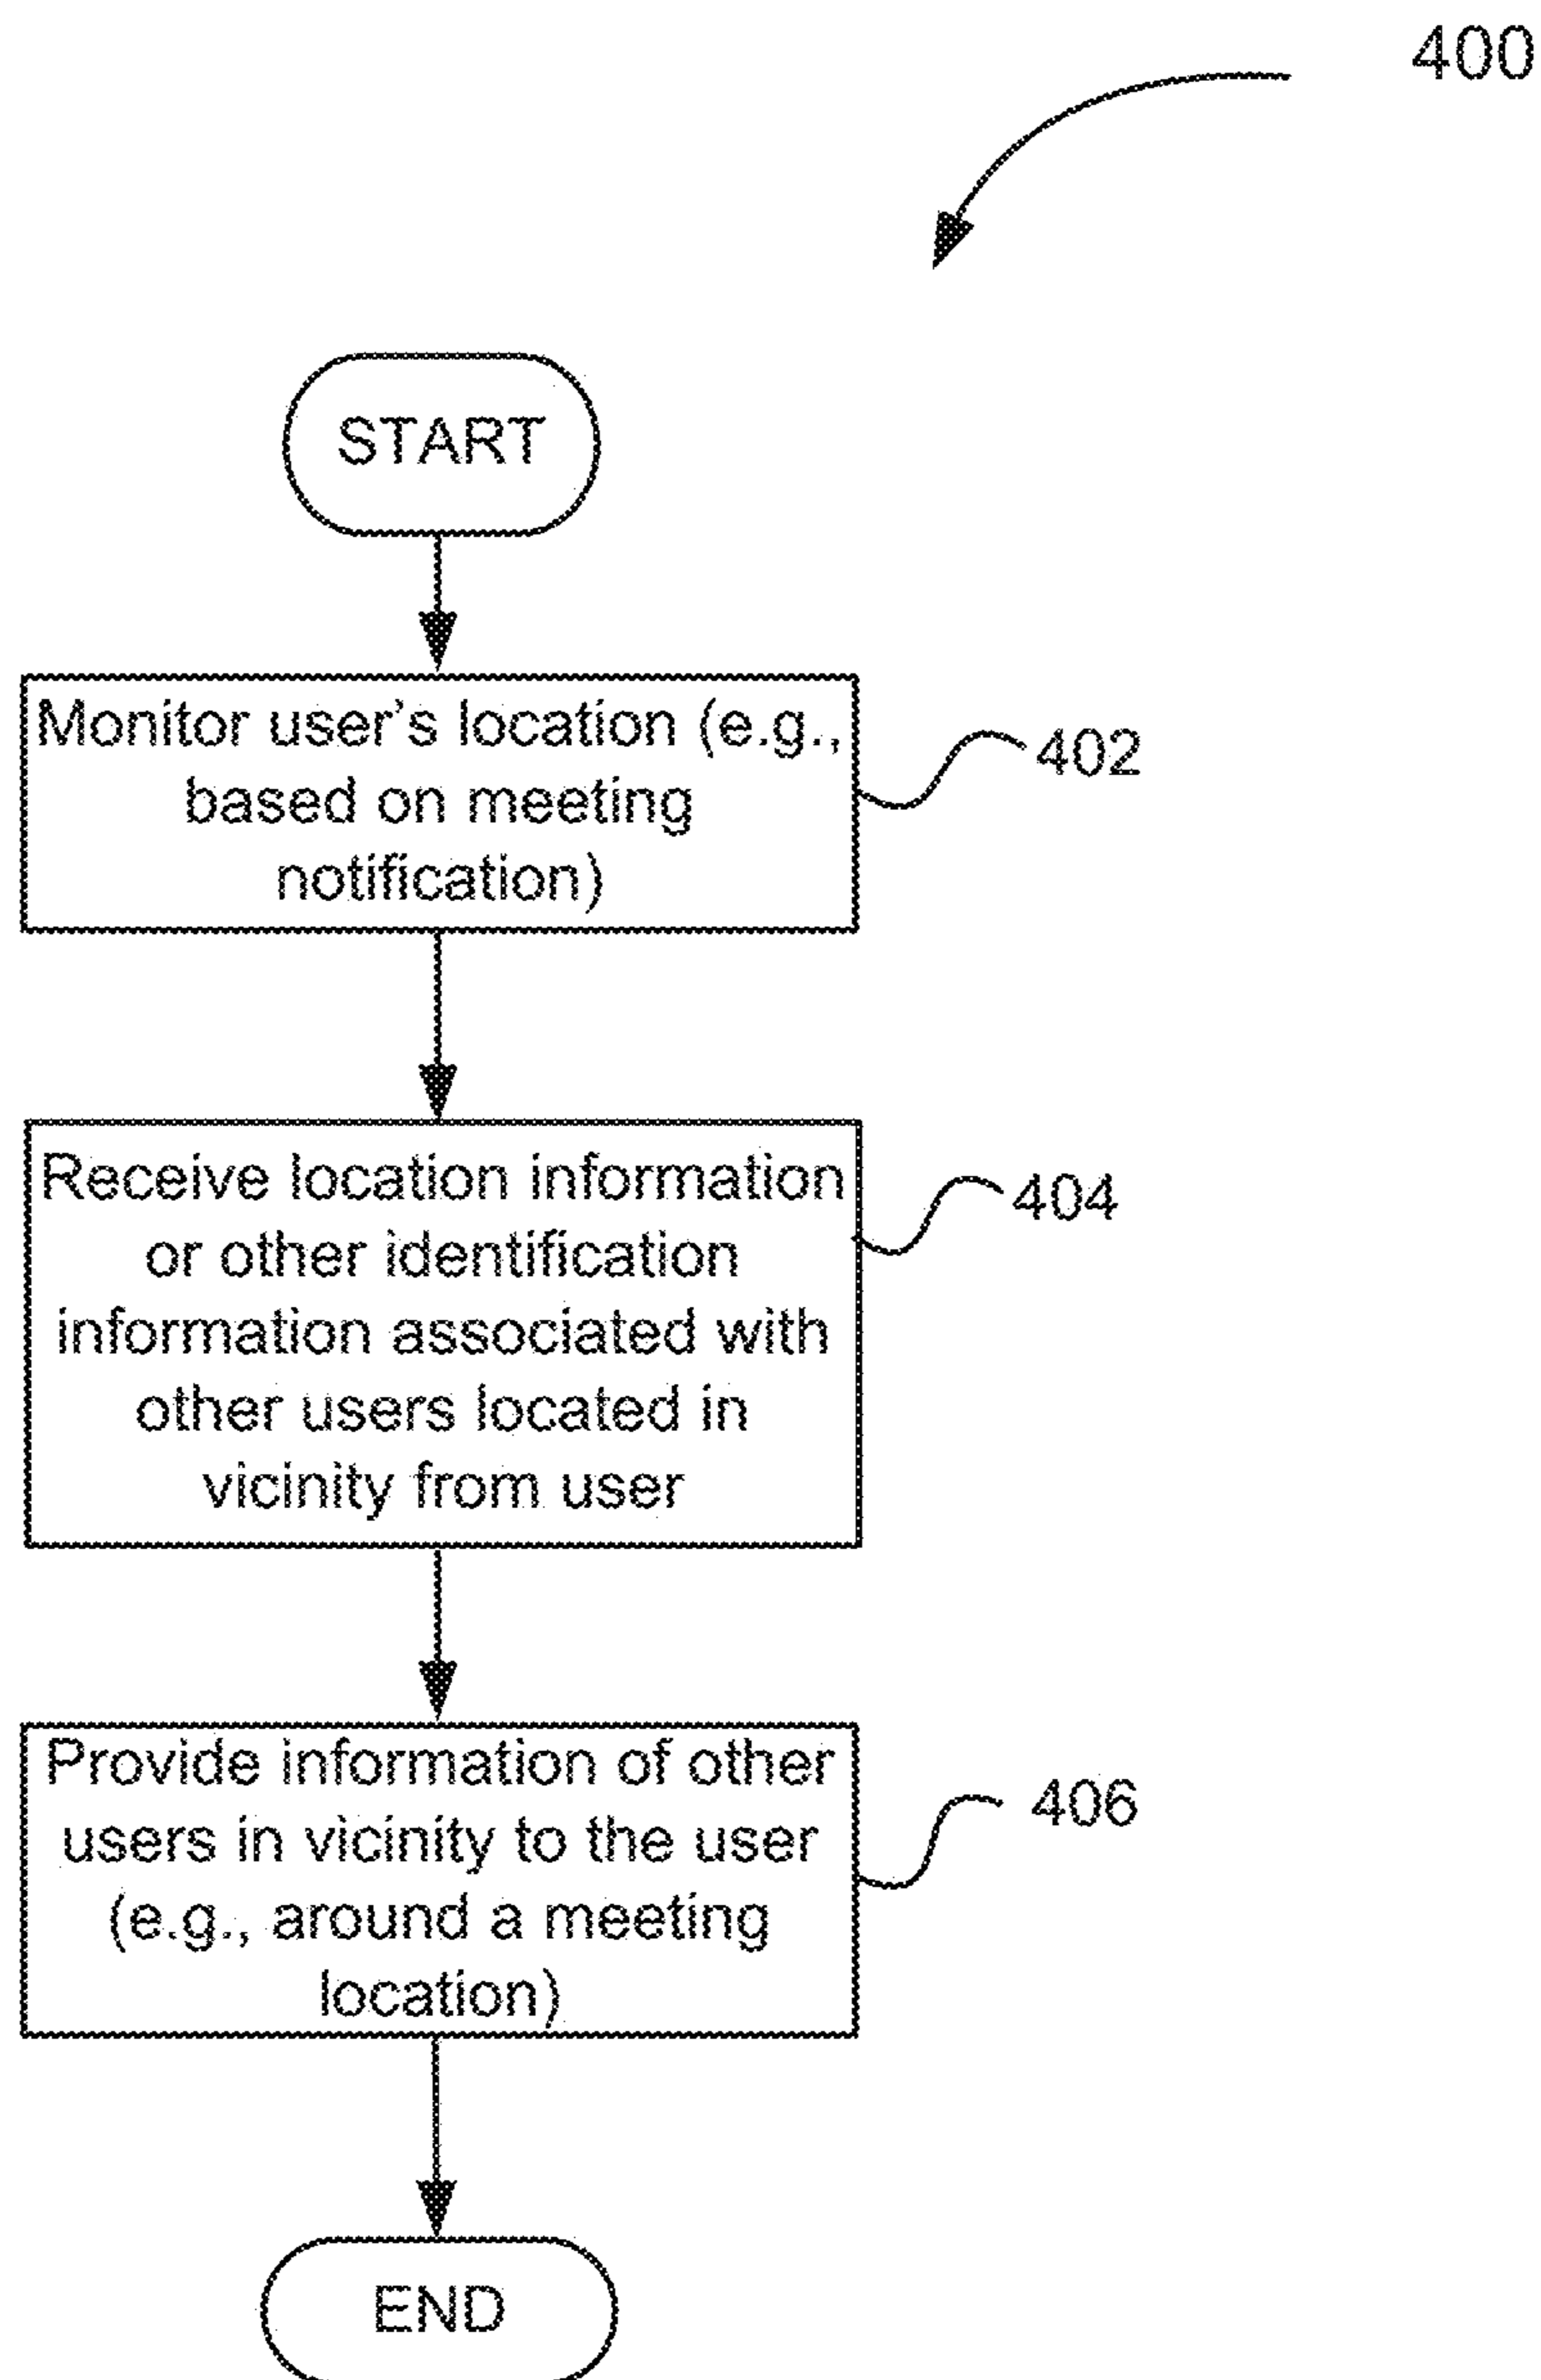 400
START
Monitor user's location (e.g.,
based on meeting
notification)
402
Receive location information
or other identification
information associated with
other users located in
vicinity from user
404
Provide information of other
users in vicinity to the user
(e.g., around a meeting
location)
406
END